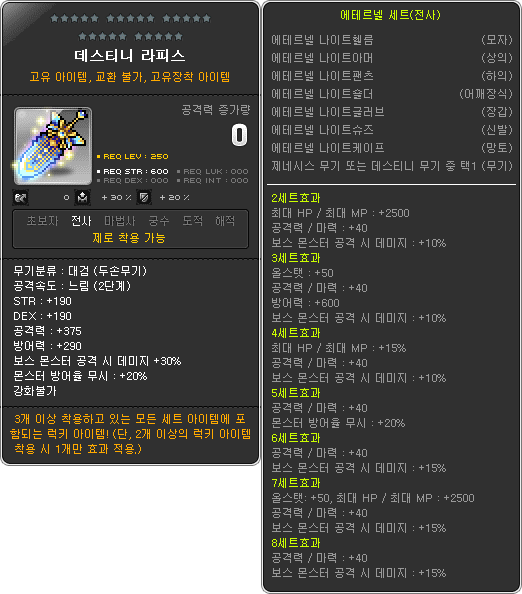 데스티니 라피스
고유 아이템, 교환 불가, 고유장착 아이템
공격력 증가량
0
REQ LEV : 250
REQ STR : 600
REQ LUK : 000
REQ DEX : 000
REQ INT : 000
0
+ 30 %
+ 20 %
초보자 전사 마법사 궁수 도적 해적
제로 착용 가능
무기분류 : 대검 (두손무기)
공격속도 : 느림 (2단계)
STR : +190
DEX : +190
공격력 : +375
방어력 : +290
보스 몬스터 공격 시 데미지 +30%
몬스터 방어율 무시 : +20%
강화불가
3개 이상 착용하고 있는 모든 세트 아이템에 포
함되는 럭키 아이템! (단, 2개 이상의 럭키 아이템
착용 시 1개만 효과 적용.)
에테르넬 세트(전사)
에테르넬 나이트헬름 (모자)
에테르넬 나이트아머 (상의)
에테르넬 나이트팬츠 (하의)
에테르넬 나이트숄더 (어깨장식)
에테르넬 나이트글러브 (장갑)
에테르넬 나이트슈즈 (신발)
에테르넬 나이트케이프 (망토)
제네시스 무기 또는 데스티니 무기 중 택1 (무기)
2세트효과
최대 HP / 최대 MP : +2500
공격력 / 마력 : +40
보스 몬스터 공격 시 데미지 : +10%
3세트효과
올스탯 : +50
공격력 / 마력 : +40
방어력 : +600
보스 몬스터 공격 시 데미지 : +10%
4세트효과
최대 HP / 최대 MP : +15%
공격력 / 마력 : +40
보스 몬스터 공격 시 데미지 : +10%
5세트효과
공격력 / 마력 : +40
몬스터 방어율 무시 : +20%
6세트효과
공격력 / 마력 : +40
보스 몬스터 공격 시 데미지 : +15%
7세트효과
올스탯: +50, 최대 HP / 최대 MP : +2500
공격력 / 마력 : +40
보스 몬스터 공격 시 데미지 : +15%
8세트효과
공격력 / 마력 : +40
보스 몬스터 공격 시 데미지 : +15%